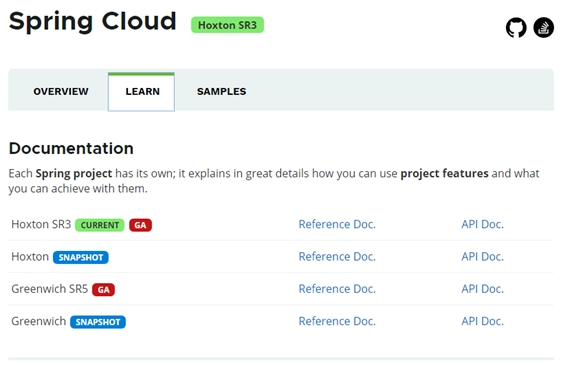 Spring Cloud Hoxton SR3
OVERVIEW LEARN SAMPLES
Documentation
Each Spring project has its own; it explains in great details how you can use project features and what
you can achieve with them.
Hoxton SR3 CURRENT GA Reference Doc. API Doc.
Hoxton SNAPSHOT Reference Doc. API Doc.
Greenwich SR5 GA Reference Doc. API Doc.
Greenwich SNAPSHOT Reference Doc. API Doc.